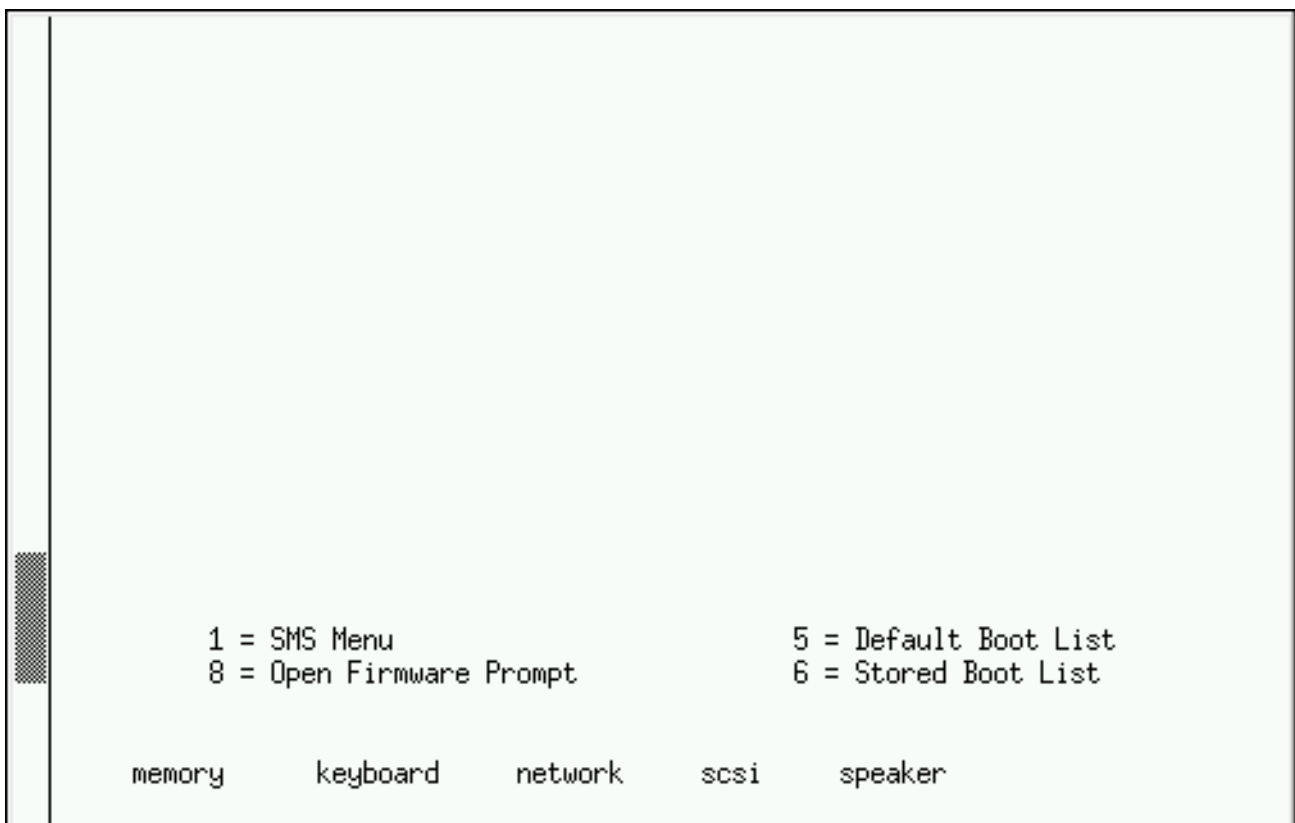 1 = SMS Menu 5 = Default Boot List
8 = Open Firmware Prompt 6 = Stored Boot List
memory keyboard network scsi speaker